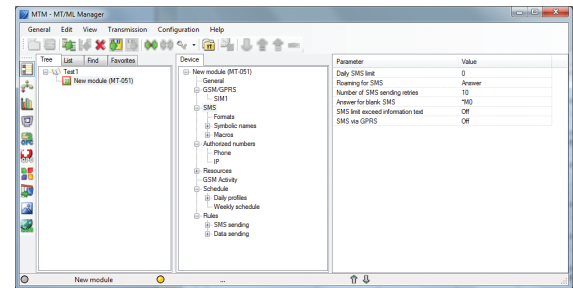 MTM - MT/ML Manager
General Edit View Transmission Configuration Help
Tree List Find Favorites
Test1
New module (MT-051)
Device
New module (MT-051)
General
GSM/GPRS
SIM1
SMS
Formats
Symbolic names
Macros
Authorized numbers
Phone
IP
Resources
GSM Activity
Schedule
Daily profiles
Weekly schedule
Rules
SMS sending
Data sending
Parameter Value
Daily SMS limit 0
Roaming for SMS Answer
Number of SMS sending retries 10
Answer for blank SMS ^M0
SMS limit exceed information text Off
SMS via GPRS Off
OPC
New module ...